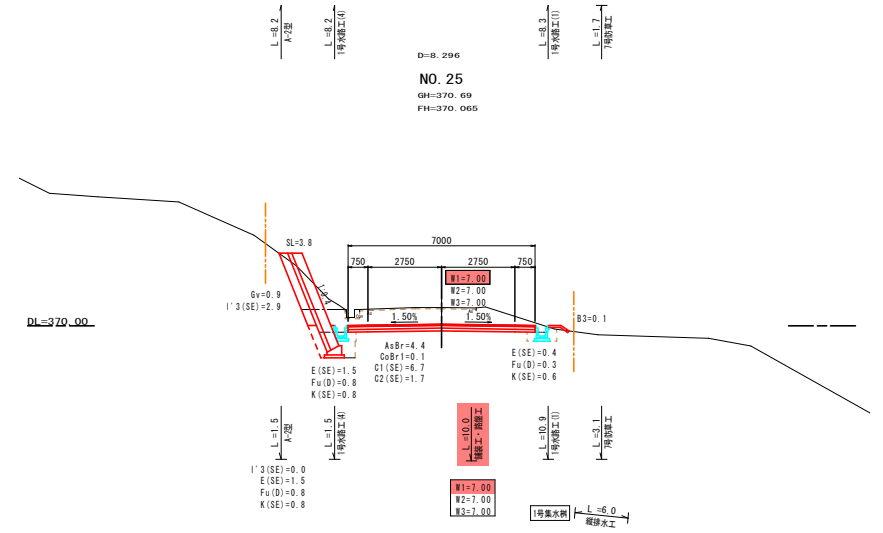 L =8.2
A-2型
L =8.2
1号水路工(4)
L =8.3
1号水路工(1)
L =1.7
7号防草工
D=8.296
NO. 25
GH=370.69
FH=370.065
SL=3.8
7000
750
2750
2750
750
W1=7.00
W2=7.00
W3=7.00
Gv=0.9
I'3(SE)=2.9
1.50%
1.50%
B3=0.1
DL=370.00
AsBr=4.4
CoBr1=0.1
C1(SE)=6.7
C2(SE)=1.7
E(SE)=0.4
Fu(D)=0.3
K(SE)=0.6
E(SE)=1.5
Fu(D)=0.8
K(SE)=0.8
L =1.5
A-2型
L =1.5
1号水路工(4)
L =10.0
舗装工・路盤工
L =10.9
1号水路工(1)
L =3.1
7号防草工
I'3(SE)=0.0
E(SE)=1.5
Fu(D)=0.8
K(SE)=0.8
W1=7.00
W2=7.00
W3=7.00
1号集水桝
L =6.0
縦排水工